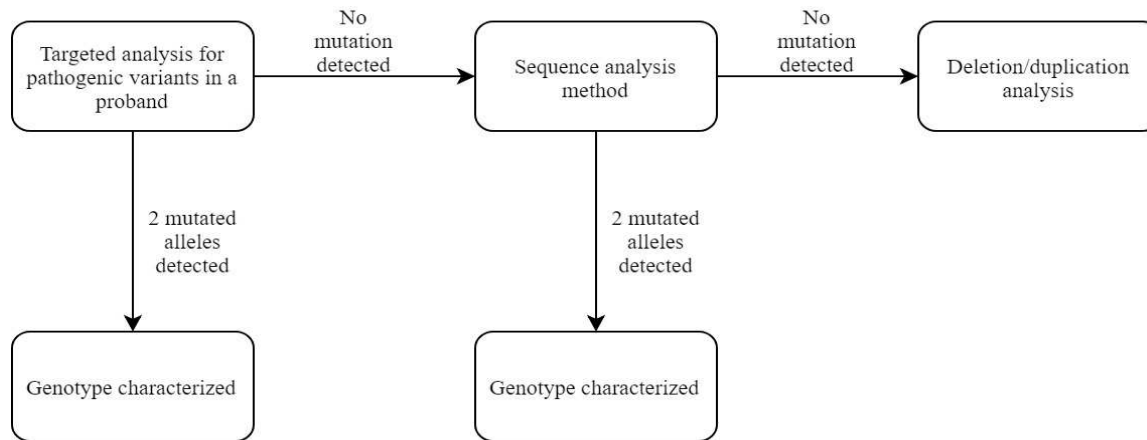 Targeted analysis for
pathogenic variants in a
proband
No
mutation
detected
Sequence analysis
method
No
mutation
detected
Deletion/duplication
analysis
2 mutated
alleles
detected
2 mutated
alleles
detected
Genotype characterized
Genotype characterized